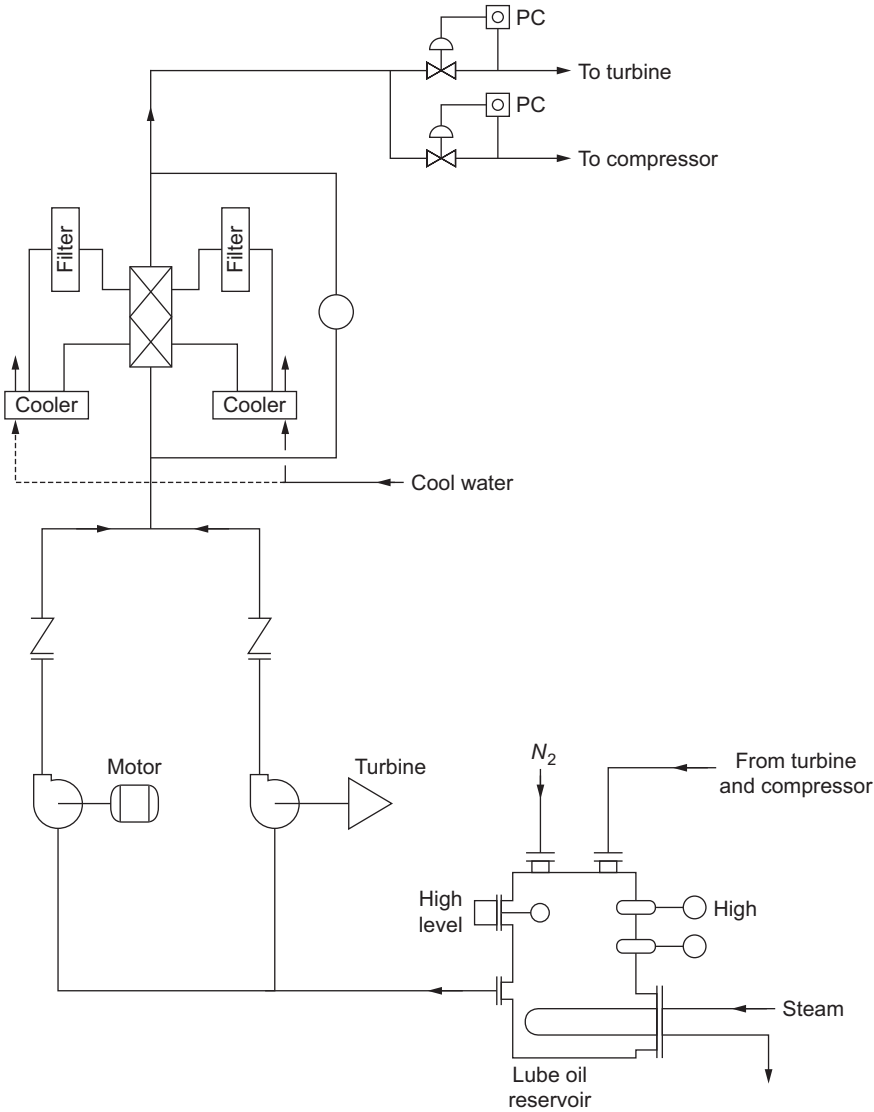 PC
To turbine
PC
To compressor
Filter
Filter
Cooler
Cooler
Cool water
Motor
Turbine
N2
From turbine
and compressor
High
level
High
Steam
Lube oil
reservoir